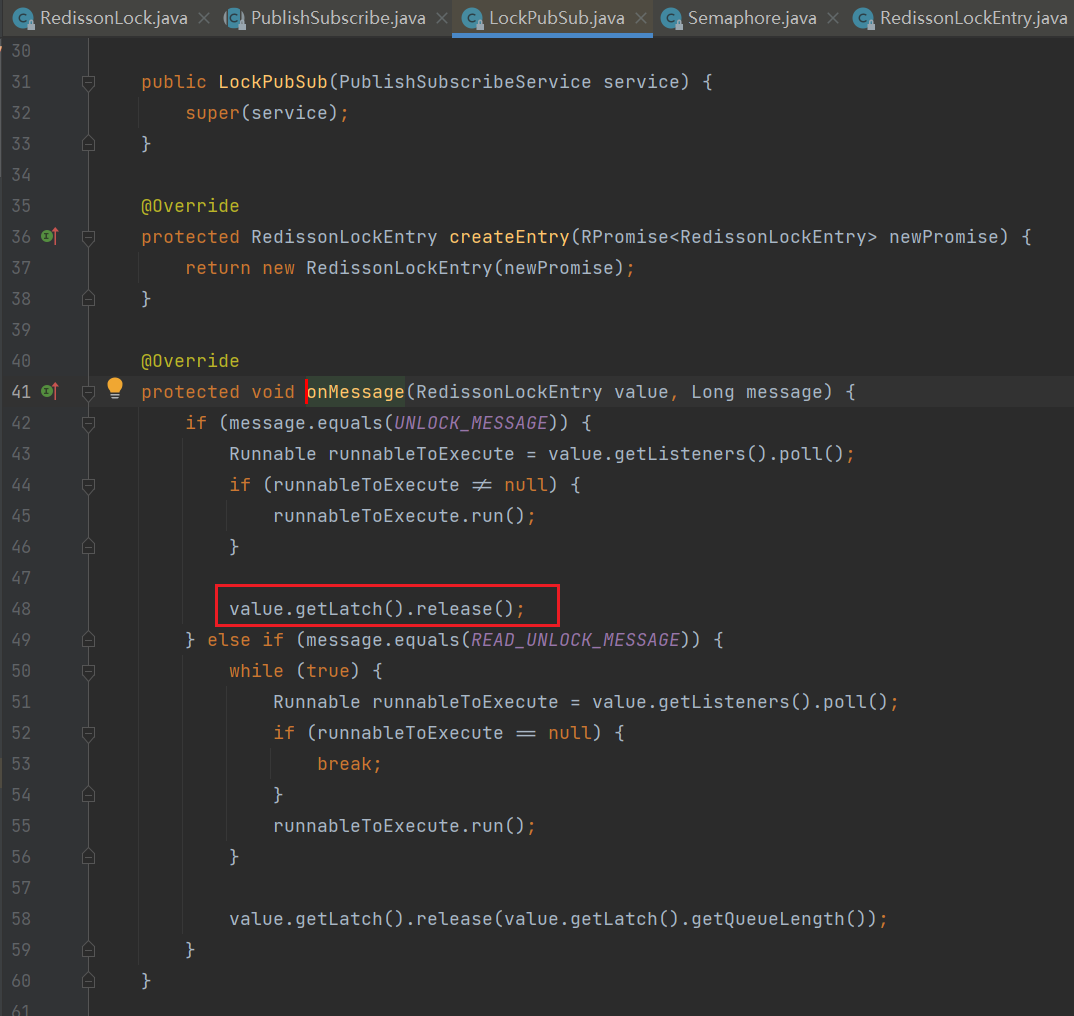 RedissonLock.java PublishSubscribe.java LockPubSub.java Semaphore.java RedissonLockEntry.java
30
31 public LockPubSub(PublishSubscribeService service) {
32 super(service);
33 }
34
35 @Override
36 protected RedissonLockEntry createEntry(RPromise<RedissonLockEntry> newPromise) {
37 return new RedissonLockEntry(newPromise);
38 }
39
40 @Override
41 protected void onMessage(RedissonLockEntry value, Long message) {
42 if (message.equals(UNLOCK_MESSAGE)) {
43 Runnable runnableToExecute = value.getListeners().poll();
44 if (runnableToExecute != null) {
45 runnableToExecute.run();
46 }
47
48 value.getLatch().release();
49 } else if (message.equals(READ_UNLOCK_MESSAGE)) {
50 while (true) {
51 Runnable runnableToExecute = value.getListeners().poll();
52 if (runnableToExecute == null) {
53 break;
54 }
55 runnableToExecute.run();
56 }
57
58 value.getLatch().release(value.getLatch().getQueueLength());
59 }
60 }
61